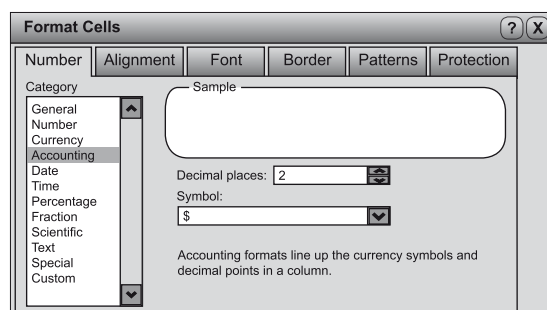 Format Cells
? X
Number Alignment Font Border Patterns Protection
Category
Sample
General
Number
Currency
Accounting
Date
Time
Percentage
Fraction
Scientific
Text
Special
Custom
Decimal places: 2
Symbol:
$
Accounting formats line up the currency symbols and
decimal points in a column.